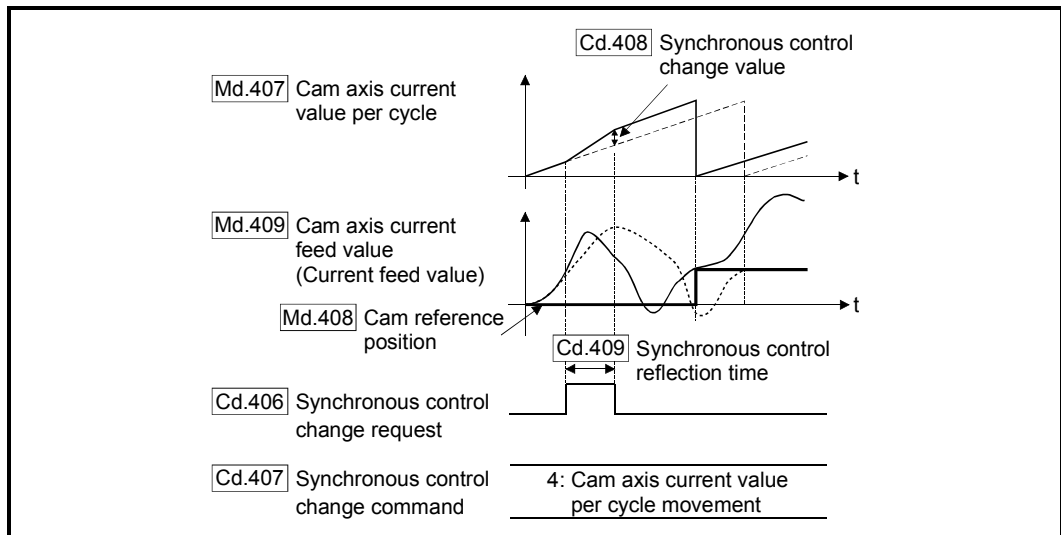 Cd.408 Synchronous control
change value
Md.407 Cam axis current
value per cycle
t
Md.409 Cam axis current
feed value
(Current feed value)
t
Md.408 Cam reference
position
Cd.409 Synchronous control
reflection time
Cd.406 Synchronous control
change request
Cd.407 Synchronous control
change command
4: Cam axis current value
per cycle movement